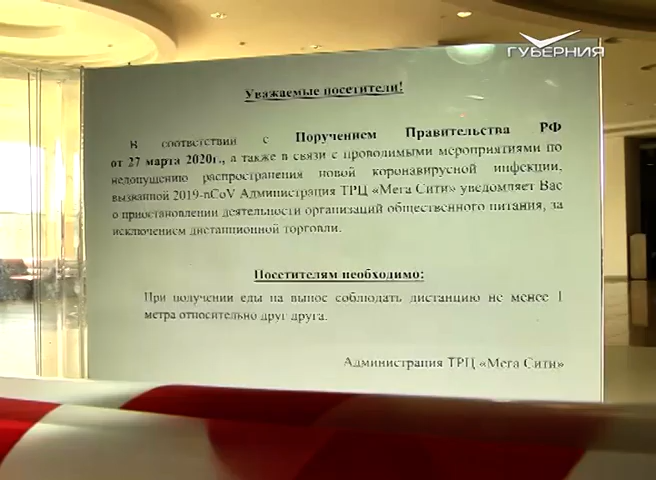 ГУБЕРНИЯ
Уважаемые посетители!
В соответствии с Поручением Правительства РФ
от 27 марта 2020г., а также в связи с проводимыми мероприятиями по
недопущению распространения новой коронавирусной инфекции,
вызванной 2019-nCoV Администрация ТРЦ «Мега Сити» уведомляет Вас
о приостановлении деятельности организаций общественного питания, за
исключением дистанционной торговли.
Посетителям необходимо:
При получении еды на вынос соблюдать дистанцию не менее 1
метра относительно друг друга.
Администрация ТРЦ «Мега Сити»